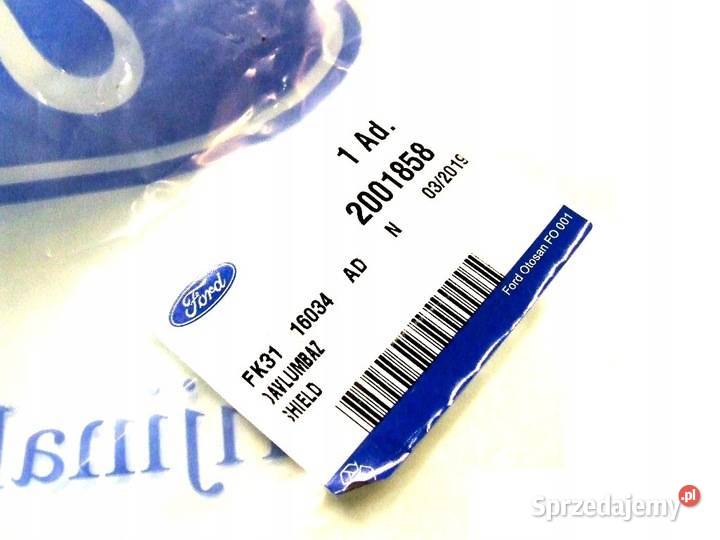 1 Ad.
2001858
03/2019
FK31 16034 AD N
DAVLUMBAZ
SHIELD
Ford
Ford Otosan FO 001
Sprzedajemy.pl